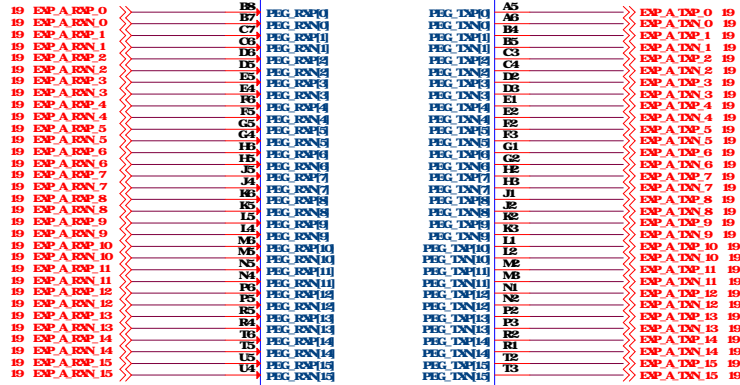 19 EXP_A_RXP_0 B8 PEG_RXP[0] PEG_TXP[0] A5 EXP_A_TXP_0 19
19 EXP_A_RXN_0 B7 PEG_RXN[0] PEG_TXN[0] A6 EXP_A_TXN_0 19
19 EXP_A_RXP_1 C7 PEG_RXP[1] PEG_TXP[1] B4 EXP_A_TXP_1 19
19 EXP_A_RXN_1 C6 PEG_RXN[1] PEG_TXN[1] B5 EXP_A_TXN_1 19
19 EXP_A_RXP_2 D6 PEG_RXP[2] PEG_TXP[2] C3 EXP_A_TXP_2 19
19 EXP_A_RXN_2 D5 PEG_RXN[2] PEG_TXN[2] C4 EXP_A_TXN_2 19
19 EXP_A_RXP_3 E5 PEG_RXP[3] PEG_TXP[3] D2 EXP_A_TXP_3 19
19 EXP_A_RXN_3 E4 PEG_RXN[3] PEG_TXN[3] D3 EXP_A_TXN_3 19
19 EXP_A_RXP_4 F6 PEG_RXP[4] PEG_TXP[4] E1 EXP_A_TXP_4 19
19 EXP_A_RXN_4 F5 PEG_RXN[4] PEG_TXN[4] E2 EXP_A_TXN_4 19
19 EXP_A_RXP_5 G5 PEG_RXP[5] PEG_TXP[5] F2 EXP_A_TXP_5 19
19 EXP_A_RXN_5 G4 PEG_RXN[5] PEG_TXN[5] F3 EXP_A_TXN_5 19
19 EXP_A_RXP_6 H6 PEG_RXP[6] PEG_TXP[6] G1 EXP_A_TXP_6 19
19 EXP_A_RXN_6 H5 PEG_RXN[6] PEG_TXN[6] G2 EXP_A_TXN_6 19
19 EXP_A_RXP_7 J5 PEG_RXP[7] PEG_TXP[7] H2 EXP_A_TXP_7 19
19 EXP_A_RXN_7 J4 PEG_RXN[7] PEG_TXN[7] H3 EXP_A_TXN_7 19
19 EXP_A_RXP_8 K6 PEG_RXP[8] PEG_TXP[8] J1 EXP_A_TXP_8 19
19 EXP_A_RXN_8 K5 PEG_RXN[8] PEG_TXN[8] J2 EXP_A_TXN_8 19
19 EXP_A_RXP_9 L5 PEG_RXP[9] PEG_TXP[9] K2 EXP_A_TXP_9 19
19 EXP_A_RXN_9 L4 PEG_RXN[9] PEG_TXN[9] K3 EXP_A_TXN_9 19
19 EXP_A_RXP_10 M6 PEG_RXP[10] PEG_TXP[10] L1 EXP_A_TXP_10 19
19 EXP_A_RXN_10 M5 PEG_RXN[10] PEG_TXN[10] L2 EXP_A_TXN_10 19
19 EXP_A_RXP_11 N5 PEG_RXP[11] PEG_TXP[11] M2 EXP_A_TXP_11 19
19 EXP_A_RXN_11 N4 PEG_RXN[11] PEG_TXN[11] M3 EXP_A_TXN_11 19
19 EXP_A_RXP_12 P6 PEG_RXP[12] PEG_TXP[12] N1 EXP_A_TXP_12 19
19 EXP_A_RXN_12 P5 PEG_RXN[12] PEG_TXN[12] N2 EXP_A_TXN_12 19
19 EXP_A_RXP_13 R5 PEG_RXP[13] PEG_TXP[13] P2 EXP_A_TXP_13 19
19 EXP_A_RXN_13 R4 PEG_RXN[13] PEG_TXN[13] P3 EXP_A_TXN_13 19
19 EXP_A_RXP_14 T6 PEG_RXP[14] PEG_TXP[14] R2 EXP_A_TXP_14 19
19 EXP_A_RXN_14 T5 PEG_RXN[14] PEG_TXN[14] R1 EXP_A_TXN_14 19
19 EXP_A_RXP_15 U5 PEG_RXP[15] PEG_TXP[15] T2 EXP_A_TXP_15 19
19 EXP_A_RXN_15 U4 PEG_RXN[15] PEG_TXN[15] T3 EXP_A_TXN_15 19